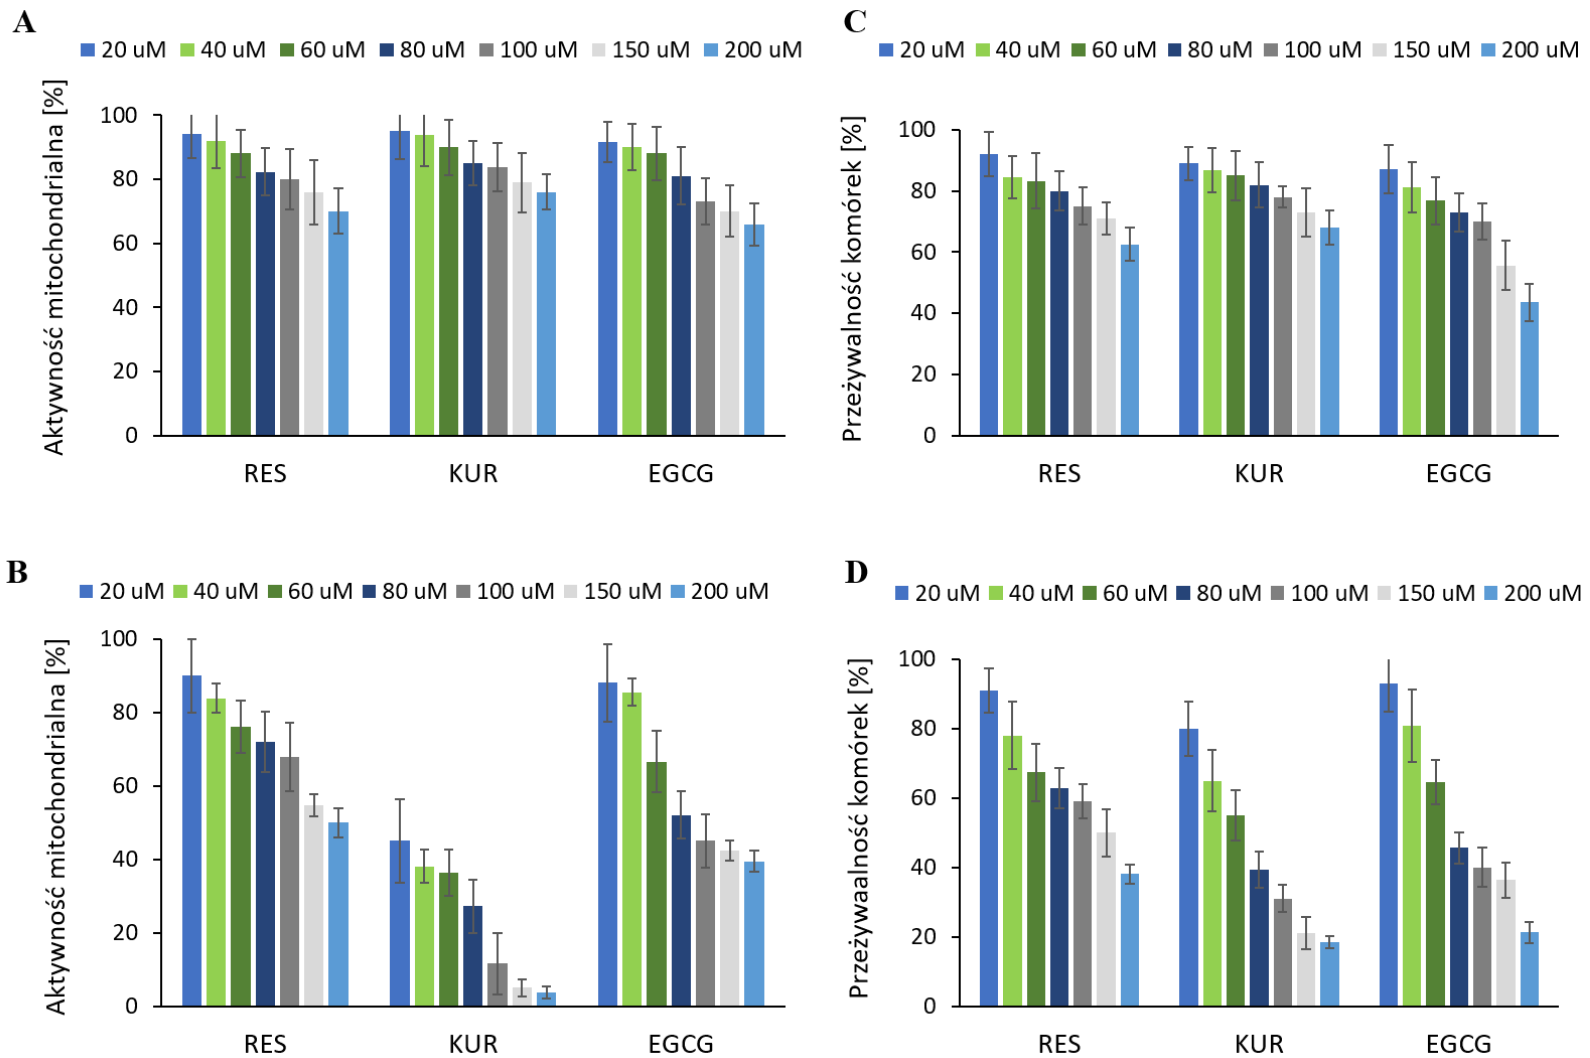 A
20 uM 40 uM 60 uM 80 uM 100 uM 150 uM 200 uM
Aktywność mitochondrialna [%]
100
80
60
40
20
0
RES KUR EGCG
C
20 uM 40 uM 60 uM 80 uM 100 uM 150 uM 200 uM
Przeżywalność komórek [%]
100
80
60
40
20
0
RES KUR EGCG
B
20 uM 40 uM 60 uM 80 uM 100 uM 150 uM 200 uM
Aktywność mitochondrialna [%]
100
80
60
40
20
0
RES KUR EGCG
D
20 uM 40 uM 60 uM 80 uM 100 uM 150 uM 200 uM
Przeżywaalność komórek [%]
100
80
60
40
20
0
RES KUR EGCG